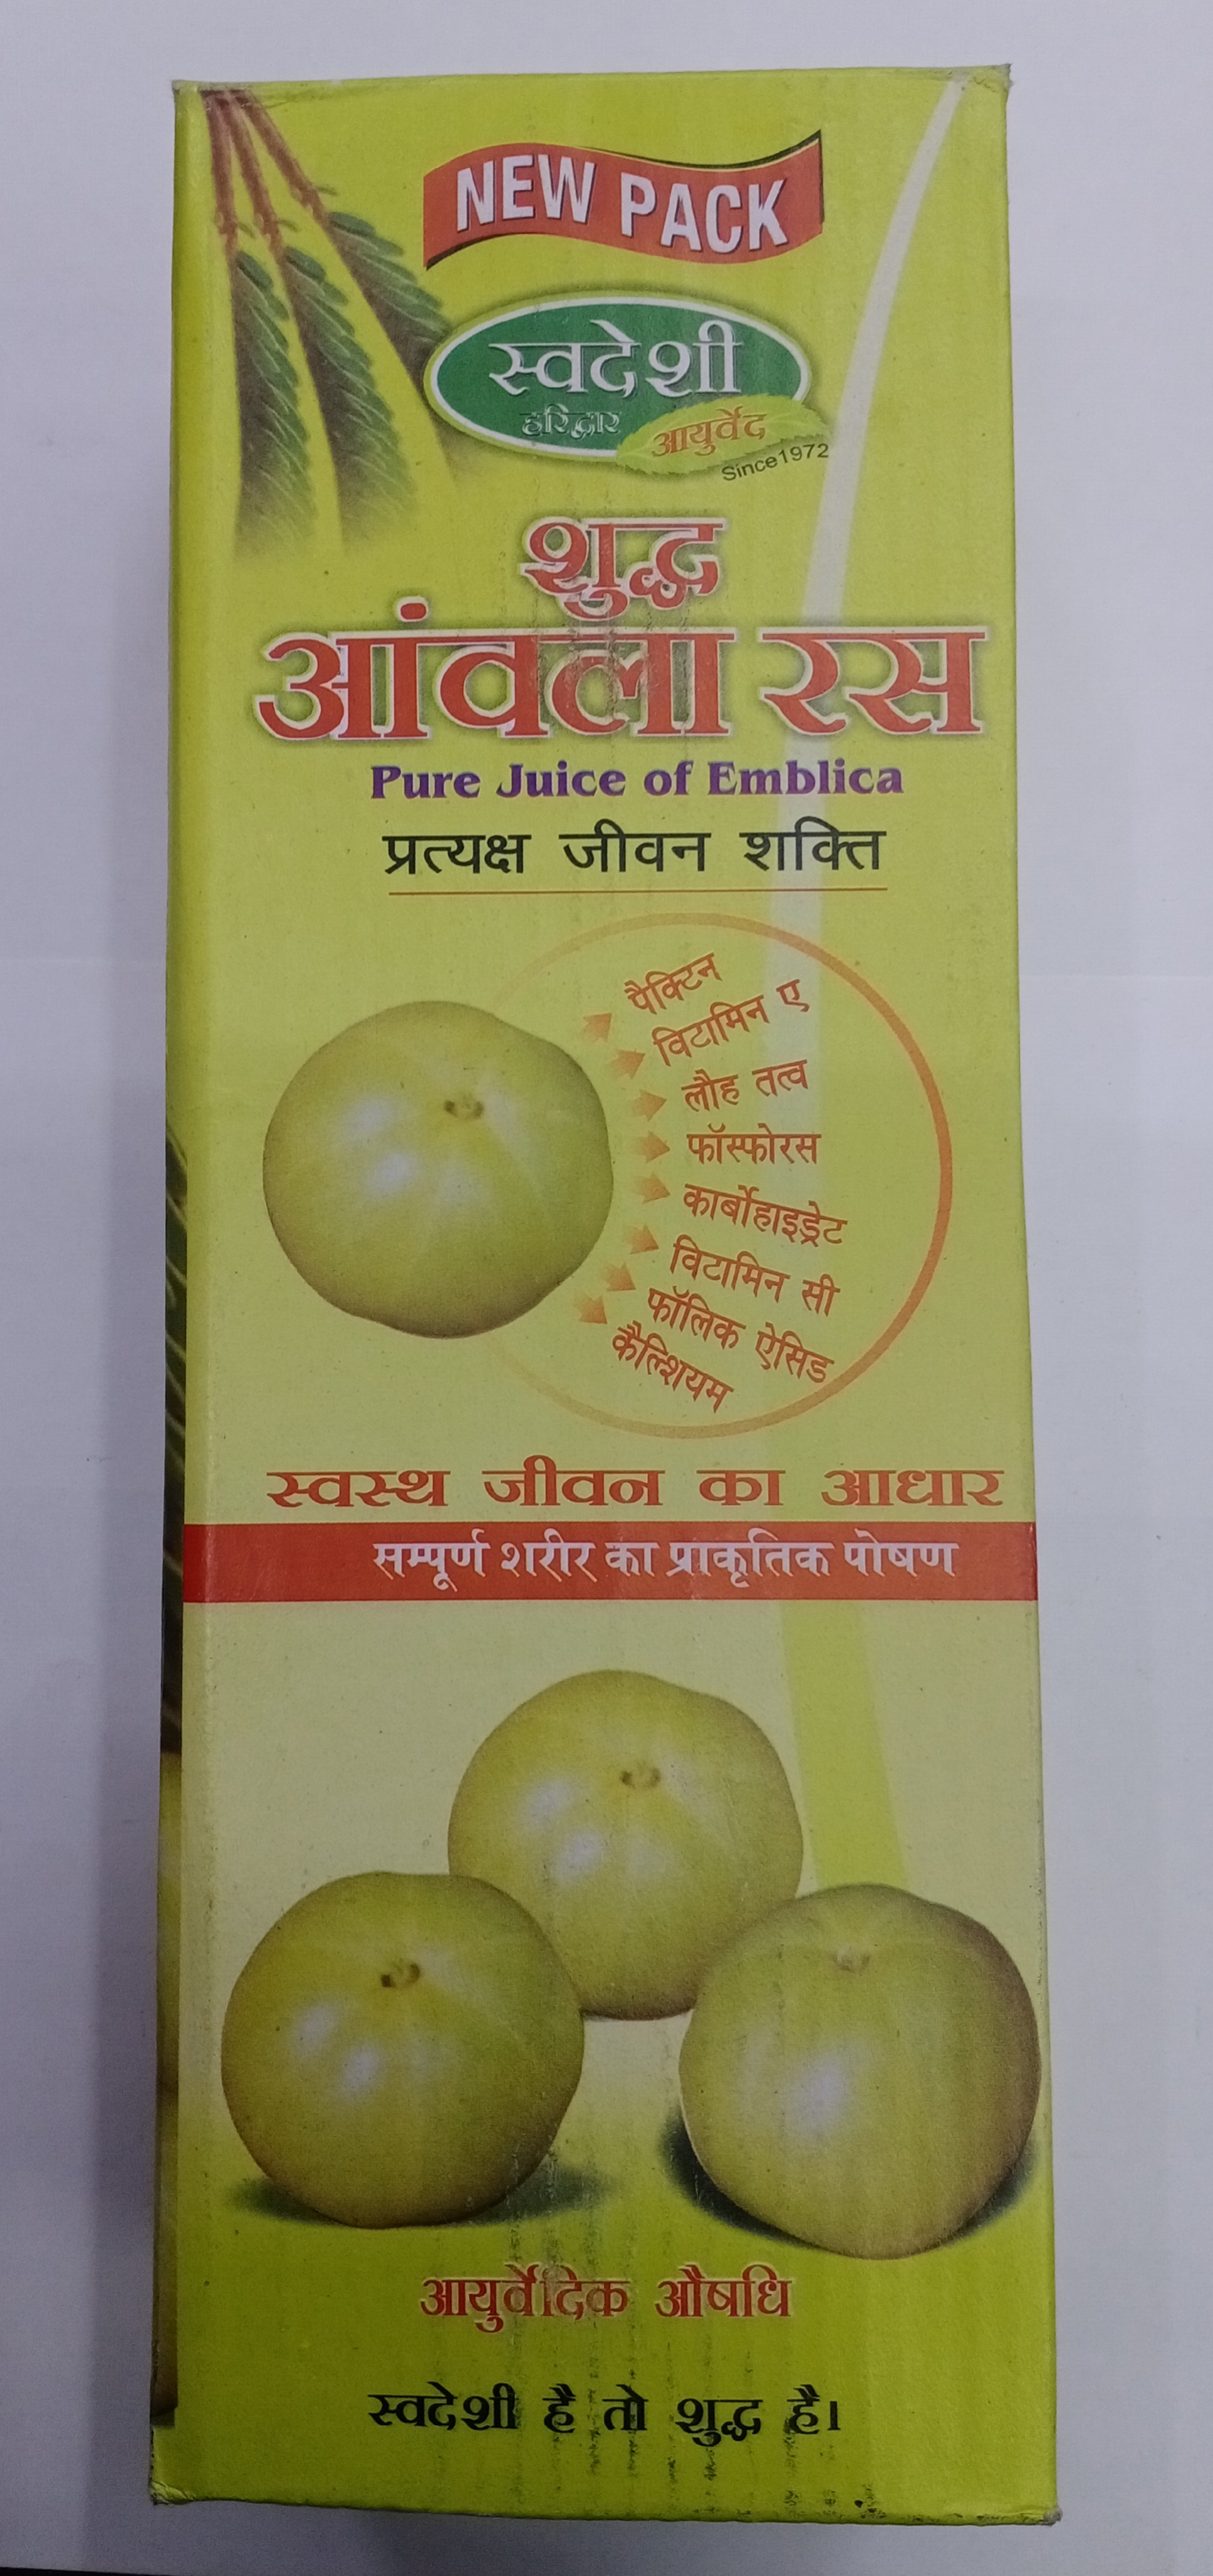 NEW PACK
स्वदेशी
हरिद्वार
आयुर्वेद
Since1972
शुद्ध
आंवला रस
Pure Juice of Emblica
प्रत्यक्ष जीवन शक्ति
पैक्टिन
विटामिन ए
लौह तत्व
फॉस्फोरस
कार्बोहाइड्रेट
विटामिन सी
फॉलिक ऐसिड
कैल्शियम
स्वस्थ जीवन का आधार
सम्पूर्ण शरीर का प्राकृतिक पोषण
आयुर्वेदिक औषधि
स्वदेशी है तो शुद्ध है।